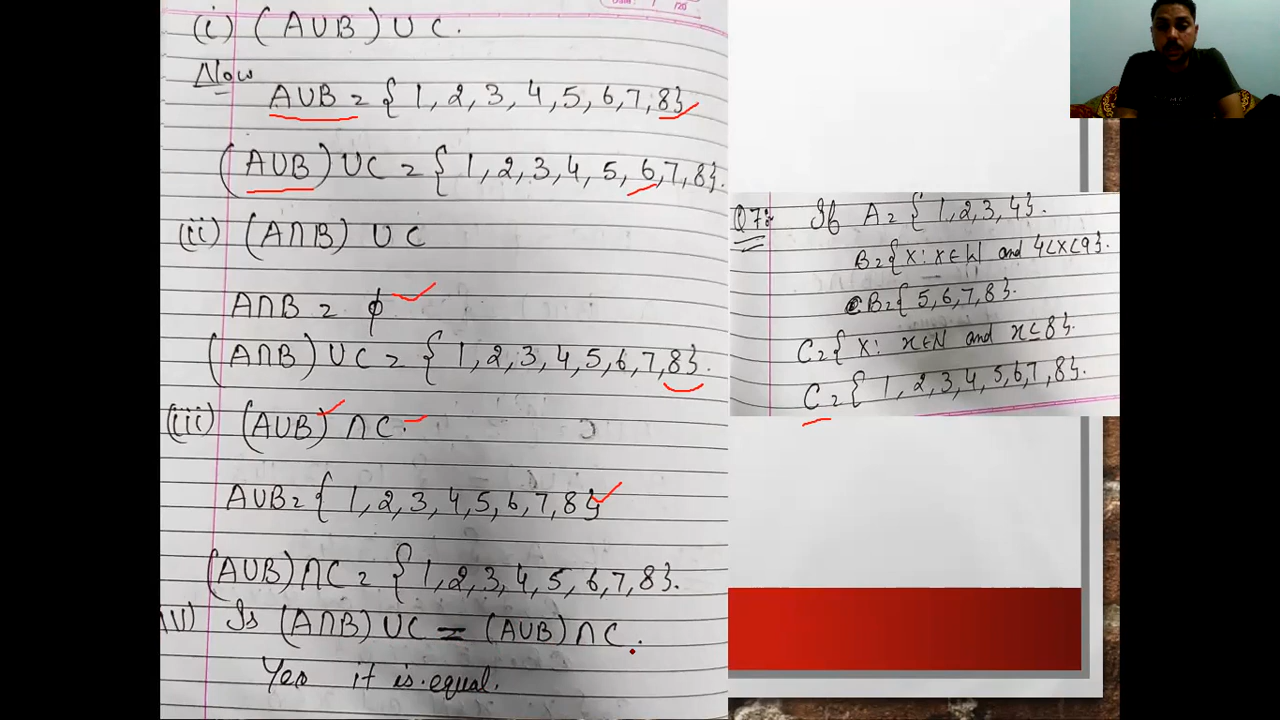 (i) (A∪B)∪C.
Now
A∪B = { 1, 2, 3, 4, 5, 6, 7, 8}
(A∪B)∪C = { 1, 2, 3, 4, 5, 6, 7, 8}.
(ii) (A∩B) ∪ C
A∩B = ϕ
(A∩B)∪C = { 1, 2, 3, 4, 5, 6, 7, 8}.
(iii) (A∪B) ∩ C.
A∪B = { 1, 2, 3, 4, 5, 6, 7, 8}
(A∪B)∩C = { 1, 2, 3, 4, 5, 6, 7, 8}.
IV) Is (A∩B)∪C = (A∪B)∩C.
Yes it is equal.
Q7: If A = { 1, 2, 3, 4}.
B = { x : x ∈ and 4<x<9}.
B = { 5, 6, 7, 8}.
C = { x : x∈N and x ≤ 8}.
C = { 1, 2, 3, 4, 5, 6, 7, 8}.